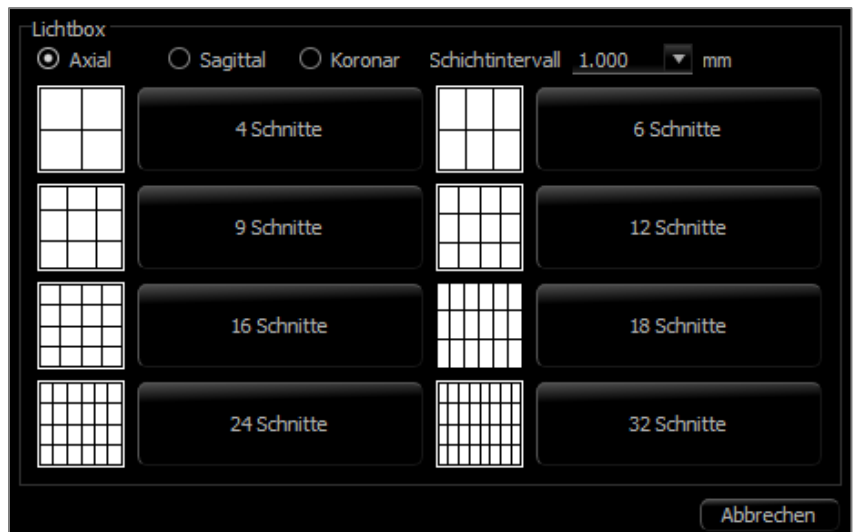 Lichtbox
Axial Sagittal Koronar Schichtintervall 1.000 mm
4 Schnitte 6 Schnitte
9 Schnitte 12 Schnitte
16 Schnitte 18 Schnitte
24 Schnitte 32 Schnitte
Abbrechen